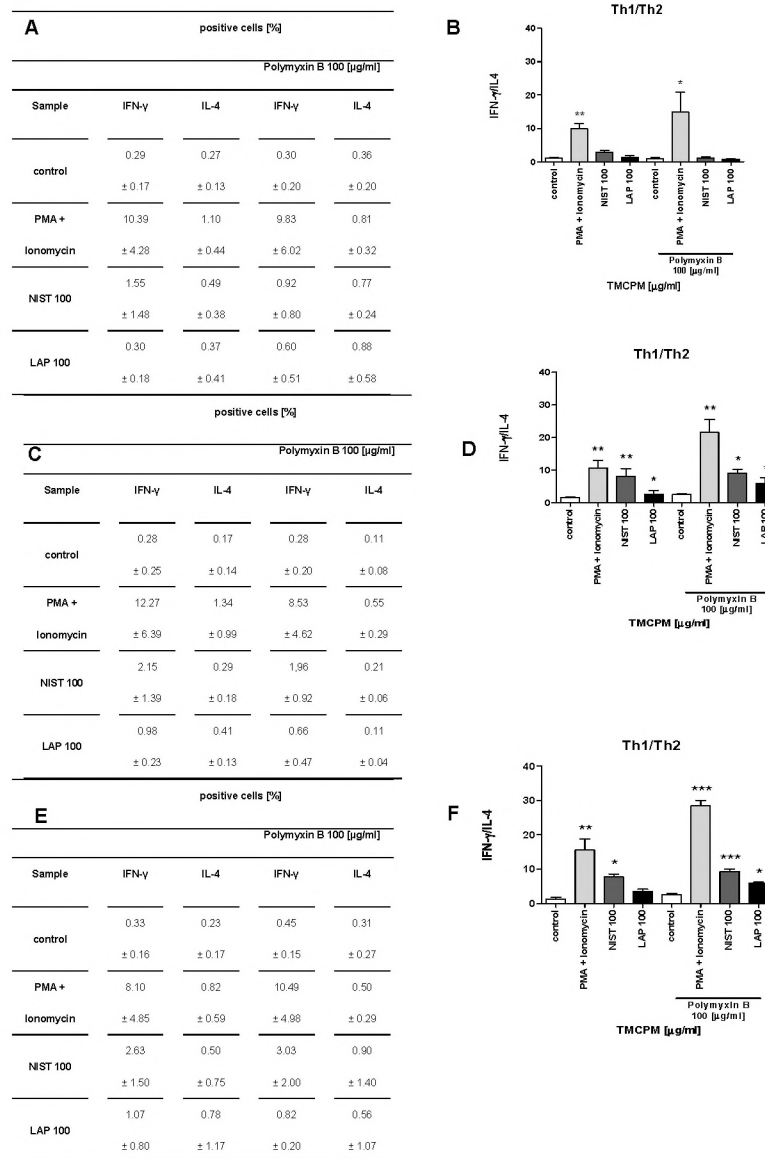 A
positive cells [%]
Polymyxin B 100 [µg/ml]
Sample IFN-γ IL-4 IFN-γ IL-4
control
0.29 0.27 0.30 0.36
± 0.17 ± 0.13 ± 0.20 ± 0.20
PMA + 10.39 1.10 9.83 0.81
Ionomycin ± 4.28 ± 0.44 ± 6.02 ± 0.32
NIST 100
1.55 0.49 0.92 0.77
± 1.48 ± 0.38 ± 0.80 ± 0.24
LAP 100
0.30 0.37 0.60 0.88
± 0.18 ± 0.41 ± 0.51 ± 0.58
B
Th1/Th2
IFN-γ/IL4
40
30
20
10
0
** *
control PMA + Ionomycin NIST 100 LAP 100 control PMA + Ionomycin NIST 100 LAP 100
Polymyxin B
100 [µg/ml]
TMCPM [µg/ml]
C
positive cells [%]
Polymyxin B 100 [µg/ml]
Sample IFN-γ IL-4 IFN-γ IL-4
control
0.28 0.17 0.28 0.11
± 0.25 ± 0.14 ± 0.20 ± 0.08
PMA + 12.27 1.34 8.53 0.55
Ionomycin ± 6.39 ± 0.99 ± 4.62 ± 0.29
NIST 100
2.15 0.29 1,96 0.21
± 1.39 ± 0.18 ± 0.92 ± 0.06
LAP 100
0.98 0.41 0.66 0.11
± 0.23 ± 0.13 ± 0.47 ± 0.04
D
Th1/Th2
IFN-γ/IL-4
40
30
20
10
0
** ** * ** *
control PMA + Ionomycin NIST 100 LAP 100 control PMA + Ionomycin NIST 100 LAP 100
Polymyxin B
100 [µg/ml]
TMCPM [µg/ml]
E
positive cells [%]
Polymyxin B 100 [µg/ml]
Sample IFN-γ IL-4 IFN-γ IL-4
control
0.33 0.23 0.45 0.31
± 0.16 ± 0.17 ± 0.15 ± 0.27
PMA + 8.10 0.82 10.49 0.50
Ionomycin ± 4.85 ± 0.59 ± 4.98 ± 0.29
NIST 100
2.63 0.50 3.03 0.90
± 1.50 ± 0.75 ± 2.00 ± 1.40
LAP 100
1.07 0.78 0.82 0.56
± 0.80 ± 1.17 ± 0.20 ± 1.07
F
Th1/Th2
IFN-γ/IL-4
40
30
20
10
0
** * *** *** *
control PMA + Ionomycin NIST 100 LAP 100 control PMA + Ionomycin NIST 100 LAP 100
Polymyxin B
100 [µg/ml]
TMCPM [µg/ml]